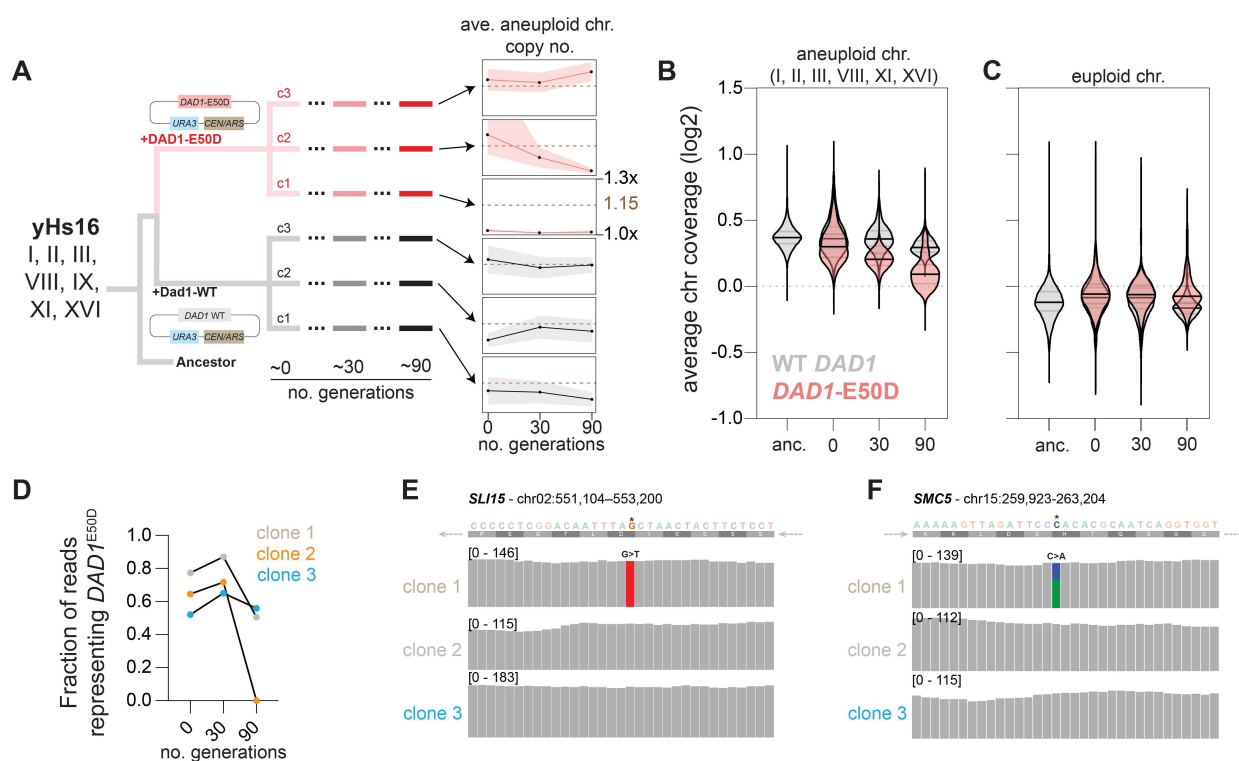 A
ave. aneuploid chr.
copy no.
DAD1-E50D
URA3 CEN/ARS
+DAD1-E50D
c3
c2
c1
1.3x
1.15
1.0x
yHs16
I, II, III,
VIII, IX,
XI, XVI
c3
c2
c1
+Dad1-WT
DAD1 WT
URA3 CEN/ARS
Ancestor
~0 ~30 ~90
no. generations
0 30 90
no. generations
B
aneuploid chr.
(I, II, III, VIII, XI, XVI)
average chr coverage (log2)
1.5
1.0
0.5
0.0
-0.5
-1.0
WT DAD1
DAD1-E50D
anc. 0 30 90
C
euploid chr.
anc. 0 30 90
D
Fraction of reads
representing DAD1E50D
1.0
0.8
0.6
0.4
0.2
0.0
clone 1
clone 2
clone 3
0 30 90
no. generations
E
SLI15 - chr02:551,104–553,200
*
CCCCCTCGGACAATTTAGCTAACTACTTCTCCT
[0 - 146]
G>T
clone 1
[0 - 115]
clone 2
[0 - 183]
clone 3
F
SMC5 - chr15:259,923-263,204
*
AAAAAGTTAGATTCCCACACGCAATCAGGTGGT
[0 - 139]
C>A
clone 1
[0 - 112]
clone 2
[0 - 115]
clone 3